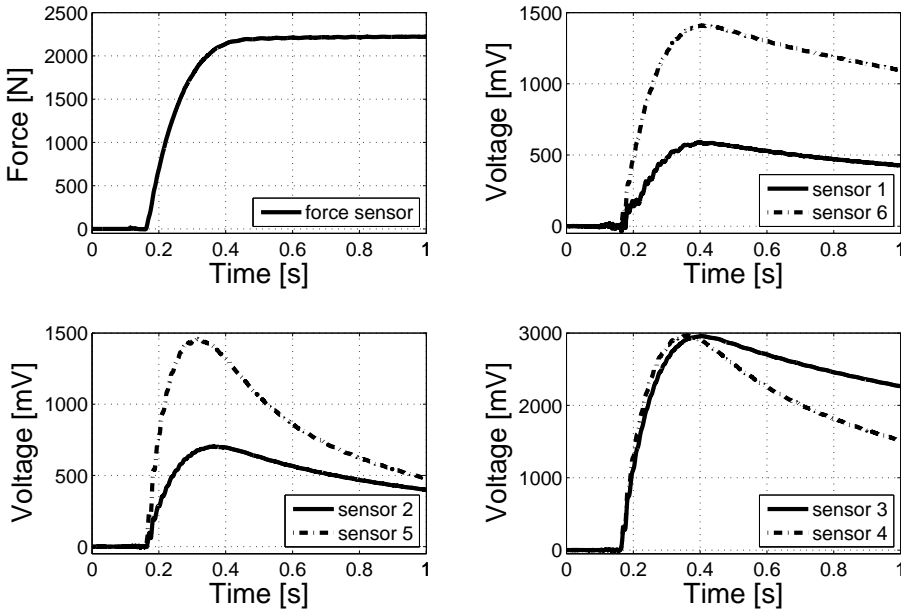 Force [N]
2500
2000
1500
1000
500
0
0 0.2 0.4 0.6 0.8 1
Time [s]
force sensor
Voltage [mV]
1500
1000
500
0
0 0.2 0.4 0.6 0.8 1
Time [s]
sensor 1
sensor 6
Voltage [mV]
1500
1000
500
0
0 0.2 0.4 0.6 0.8 1
Time [s]
sensor 2
sensor 5
Voltage [mV]
3000
2000
1000
0
0 0.2 0.4 0.6 0.8 1
Time [s]
sensor 3
sensor 4